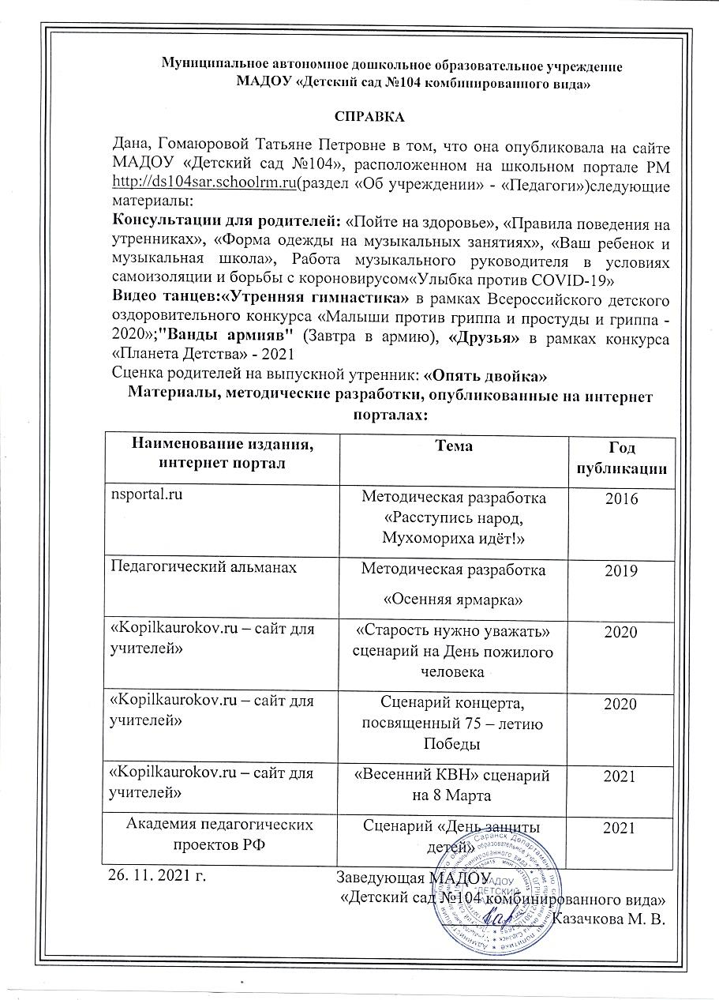 Муниципальное автономное дошкольное образовательное учреждение
МАДОУ «Детский сад №104 комбинированного вида»
СПРАВКА
Дана, Гомаюровой Татьяне Петровне в том, что она опубликовала на сайте
МАДОУ «Детский сад №104», расположенном на школьном портале РМ
http://ds104sar.schoolrm.ru(раздел «Об учреждении» - «Педагоги»)следующие
материалы:
Консультации для родителей: «Пойте на здоровье», «Правила поведения на
утренниках», «Форма одежды на музыкальных занятиях», «Ваш ребенок и
музыкальная школа», Работа музыкального руководителя в условиях
самоизоляции и борьбы с короновирусом«Улыбка против COVID-19»
Видео танцев:«Утренняя гимнастика» в рамках Всероссийского детского
оздоровительного конкурса «Малыши против гриппа и простуды и гриппа -
2020»;"Ванды армияв" (Завтра в армию), «Друзья» в рамках конкурса
«Планета Детства» - 2021
Сценка родителей на выпускной утренник: «Опять двойка»
Материалы, методические разработки, опубликованные на интернет
порталах:
Наименование издания,
интернет портал
Тема
Год
публикации
nsportal.ru
Методическая разработка
«Расступись народ,
Мухомориха идёт!»
2016
Педагогический альманах
Методическая разработка
«Осенняя ярмарка»
2019
«Kopilkaurokov.ru – сайт для
учителей»
«Старость нужно уважать»
сценарий на День пожилого
человека
2020
«Kopilkaurokov.ru – сайт для
учителей»
Сценарий концерта,
посвященный 75 – летию
Победы
2020
«Kopilkaurokov.ru – сайт для
учителей»
«Весенний КВН» сценарий
на 8 Марта
2021
Академия педагогических
проектов РФ
Сценарий «День защиты
детей»
2021
26. 11. 2021 г.
Заведующая МАДОУ
«Детский сад №104 комбинированного вида»
Казачкова М. В.
МАДОУ
"ДЕТСКИЙ